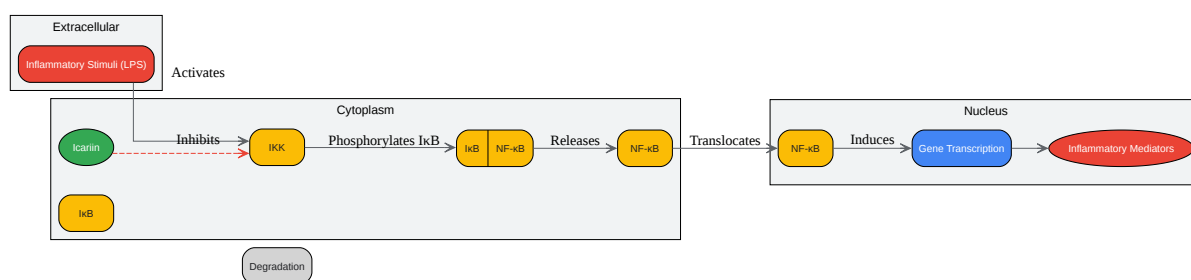 Extracellular
Inflammatory Stimuli (LPS)
Activates
Cytoplasm
Nucleus
Icariin
Inhibits
IKK
Phosphorylates IκB
IκB
NF-κB
Releases
NF-κB
Translocates
NF-κB
Induces
Gene Transcription
Inflammatory Mediators
IκB
Degradation